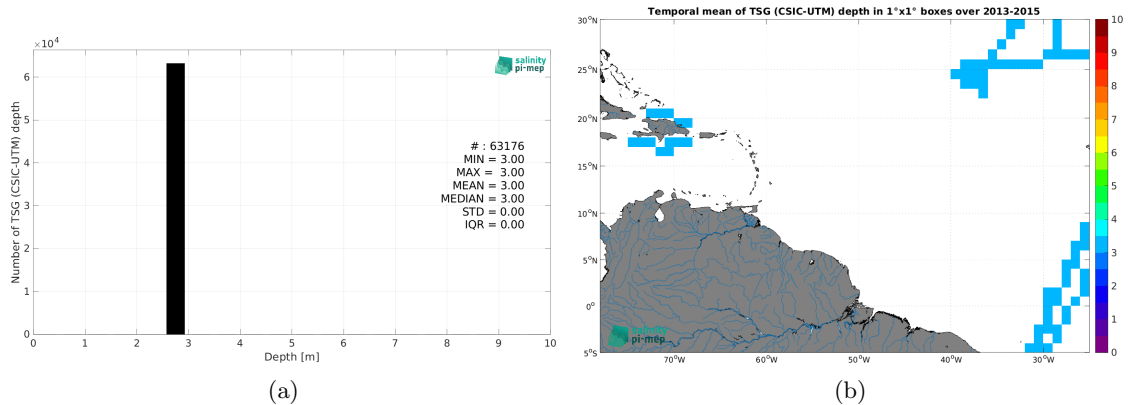 ×10⁴
6
5
4
3
2
1
0
Number of TSG (CSIC-UTM) depth
salinity
pi-mep
# : 63176
MIN = 3.00
MAX = 3.00
MEAN = 3.00
MEDIAN = 3.00
STD = 0.00
IQR = 0.00
0 1 2 3 4 5 6 7 8 9 10
Depth [m]
(a)
Temporal mean of TSG (CSIC-UTM) depth in 1°x1° boxes over 2013-2015
30°N
25°N
20°N
15°N
10°N
5°N
0°
5°S
salinity
pi-mep
70°W 60°W 50°W 40°W 30°W
10
9
8
7
6
5
4
3
2
1
0
(b)